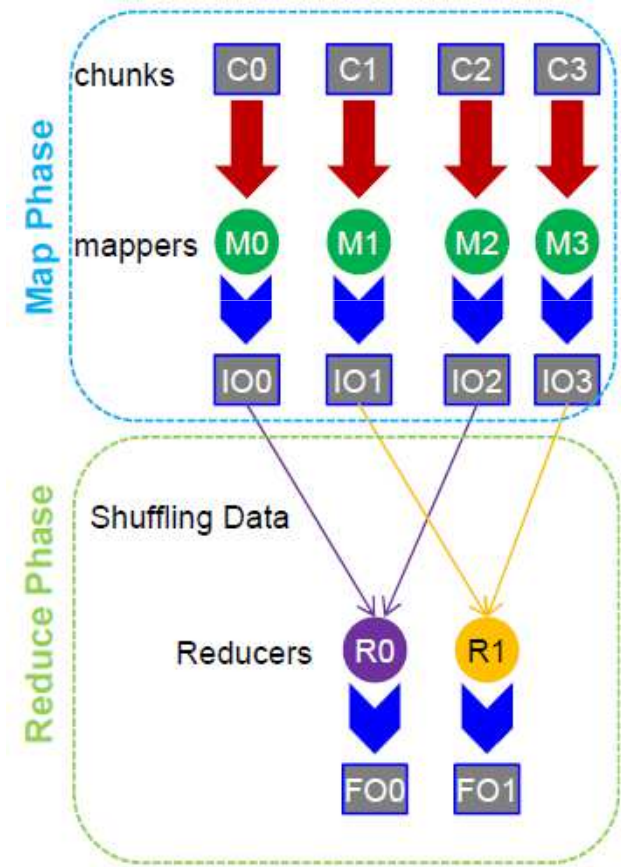 Map Phase
chunks
C0 C1 C2 C3
mappers
M0 M1 M2 M3
IO0 IO1 IO2 IO3
Reduce Phase
Shuffling Data
Reducers
R0 R1
FO0 FO1